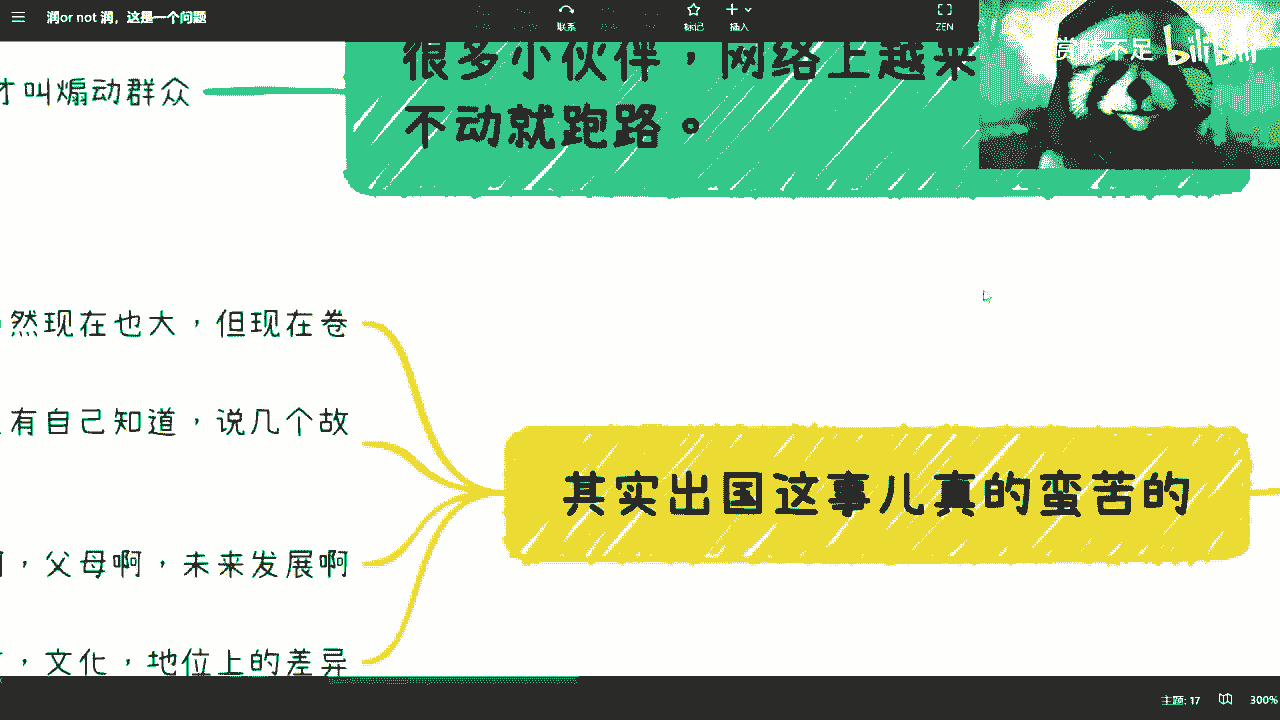 润or not 润，这是一个问题
联系
标记
插入
ZEN
赏味不足 bilibili
很多小伙伴，网络上越来
不动就跑路。
才叫煽动群众
然现在也大，但现在卷
有自己知道，说几个故
其实出国这事儿真的蛮苦的
，父母啊，未来发展啊
，文化，地位上的差异
主题: 17
300%